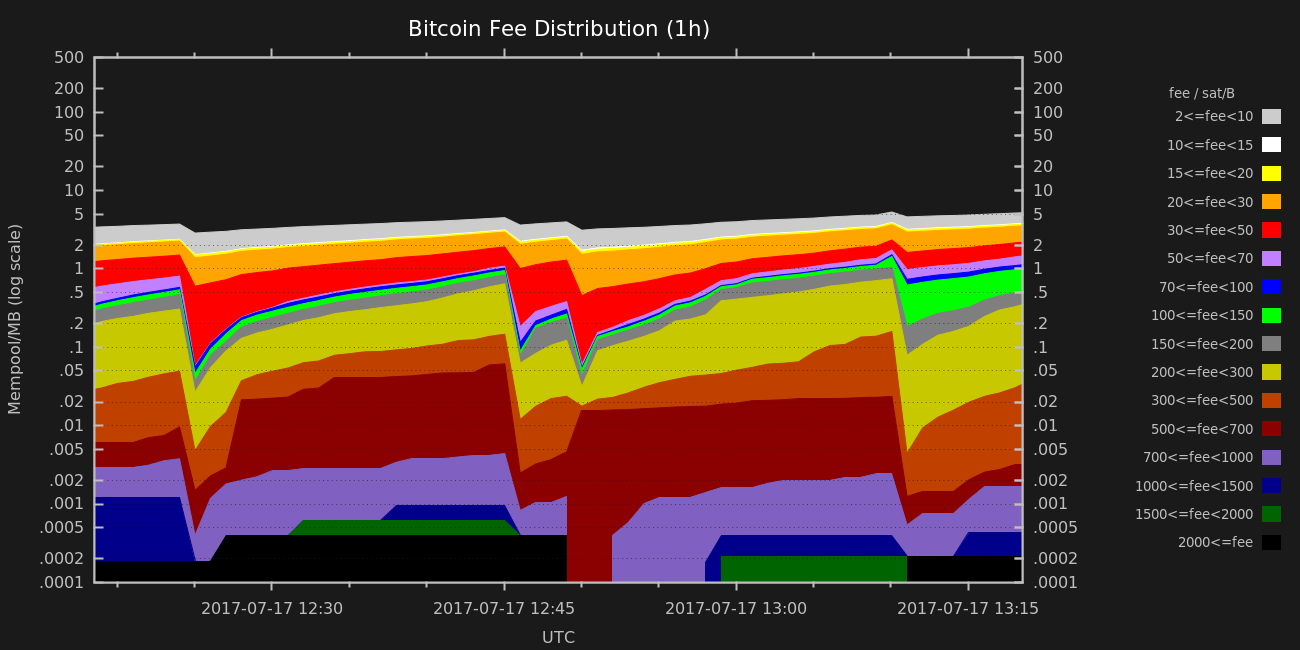 Bitcoin Fee Distribution (1h)
500 500
200 200
100 100
50 50
20 20
10 10
5 5
2 2
1 1
.5 .5
.2 .2
.1 .1
.05 .05
.02 .02
.01 .01
.005 .005
.002 .002
.001 .001
.0005 .0005
.0002 .0002
.0001 .0001
Mempool/MB (log scale)
2017-07-17 12:30 2017-07-17 12:45 2017-07-17 13:00 2017-07-17 13:15
UTC
fee / sat/B
2<=fee<10
10<=fee<15
15<=fee<20
20<=fee<30
30<=fee<50
50<=fee<70
70<=fee<100
100<=fee<150
150<=fee<200
200<=fee<300
300<=fee<500
500<=fee<700
700<=fee<1000
1000<=fee<1500
1500<=fee<2000
2000<=fee